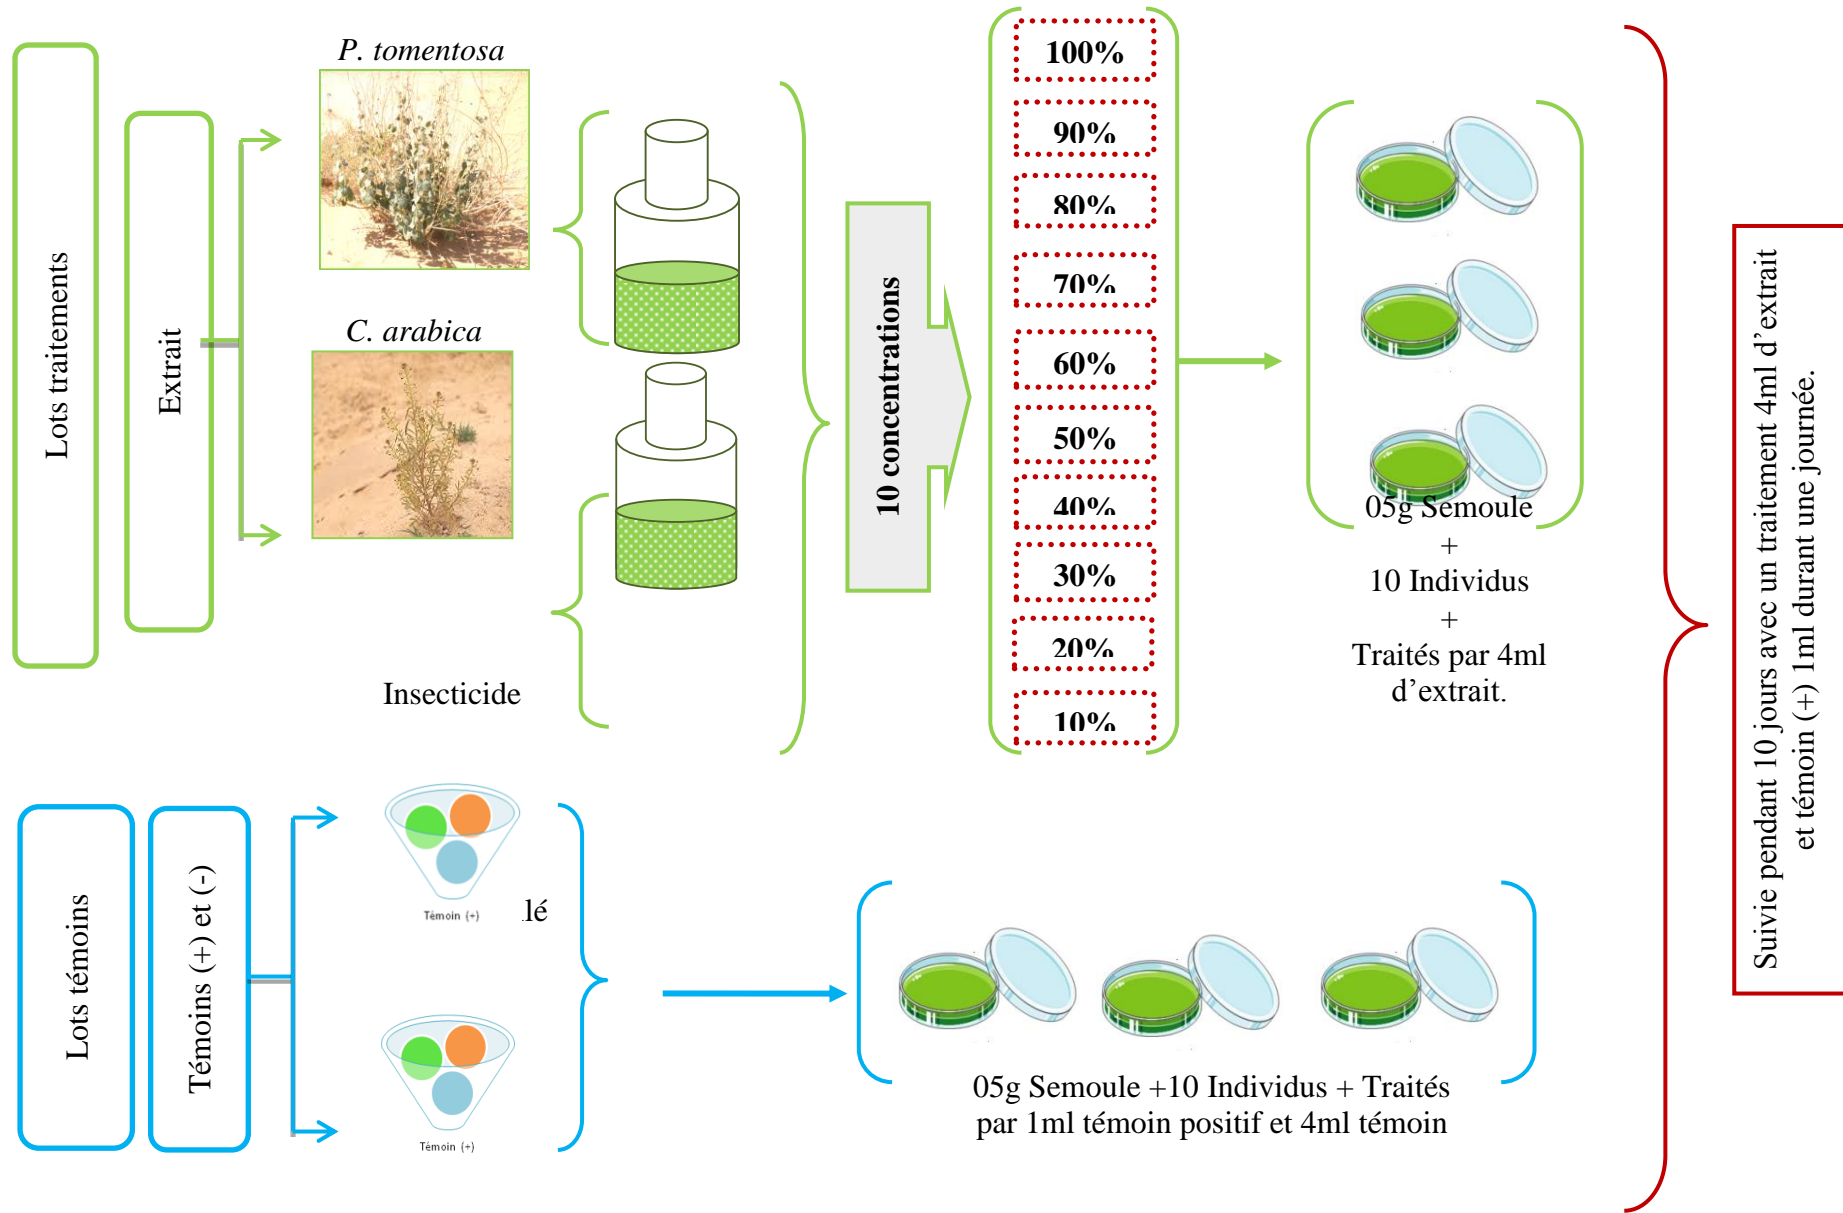 Lots traitements
Extrait
P. tomentosa
C. arabica
Insecticide
10 concentrations
100%
90%
80%
70%
60%
50%
40%
30%
20%
10%
05g Semoule
+
10 Individus
+
Traités par 4ml
d’extrait.
Lots témoins
Témoins (+) et (-)
Témoin (+)
lé
Témoin (+)
05g Semoule +10 Individus + Traités
par 1ml témoin positif et 4ml témoin
Suivie pendant 10 jours avec un traitement 4ml d’extrait
et témoin (+) 1ml durant une journée.